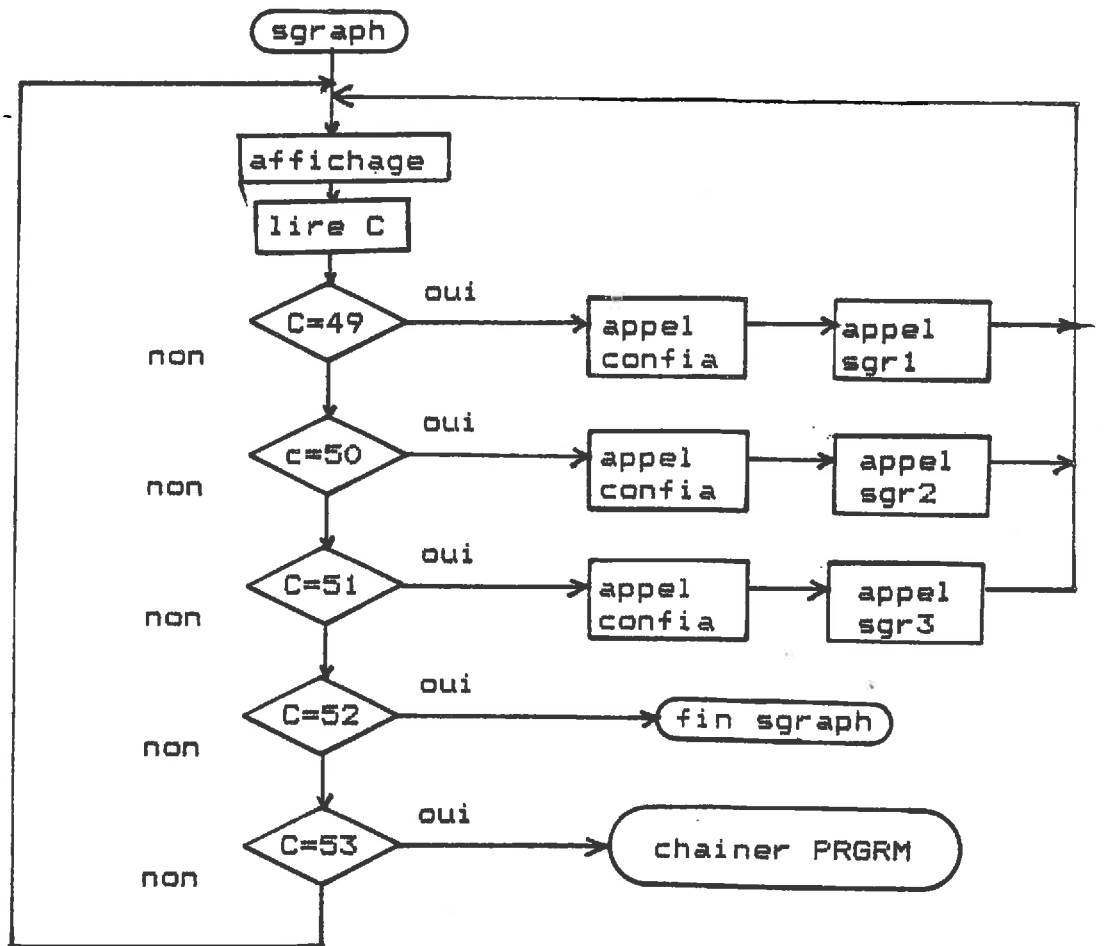 sgraph
affichage
lire C
C=49
oui
non
appel
confia
appel
sgr1
c=50
oui
non
appel
confia
appel
sgr2
C=51
oui
non
appel
confia
appel
sgr3
C=52
oui
non
fin sgraph
C=53
oui
non
chainer PRGRM